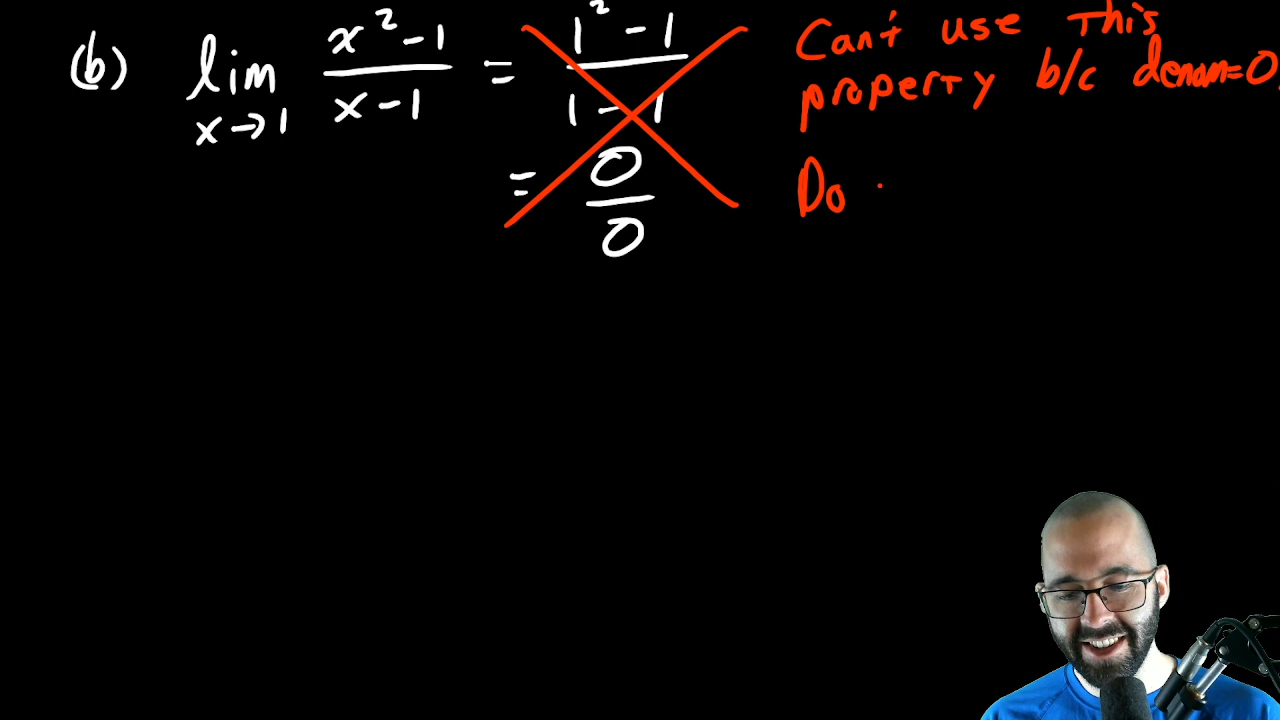 (b) lim x→1 x²-1 / x-1 = 1²-1 / 1-1
= 0 / 0
Can't use this
property b/c denom=0.
Do